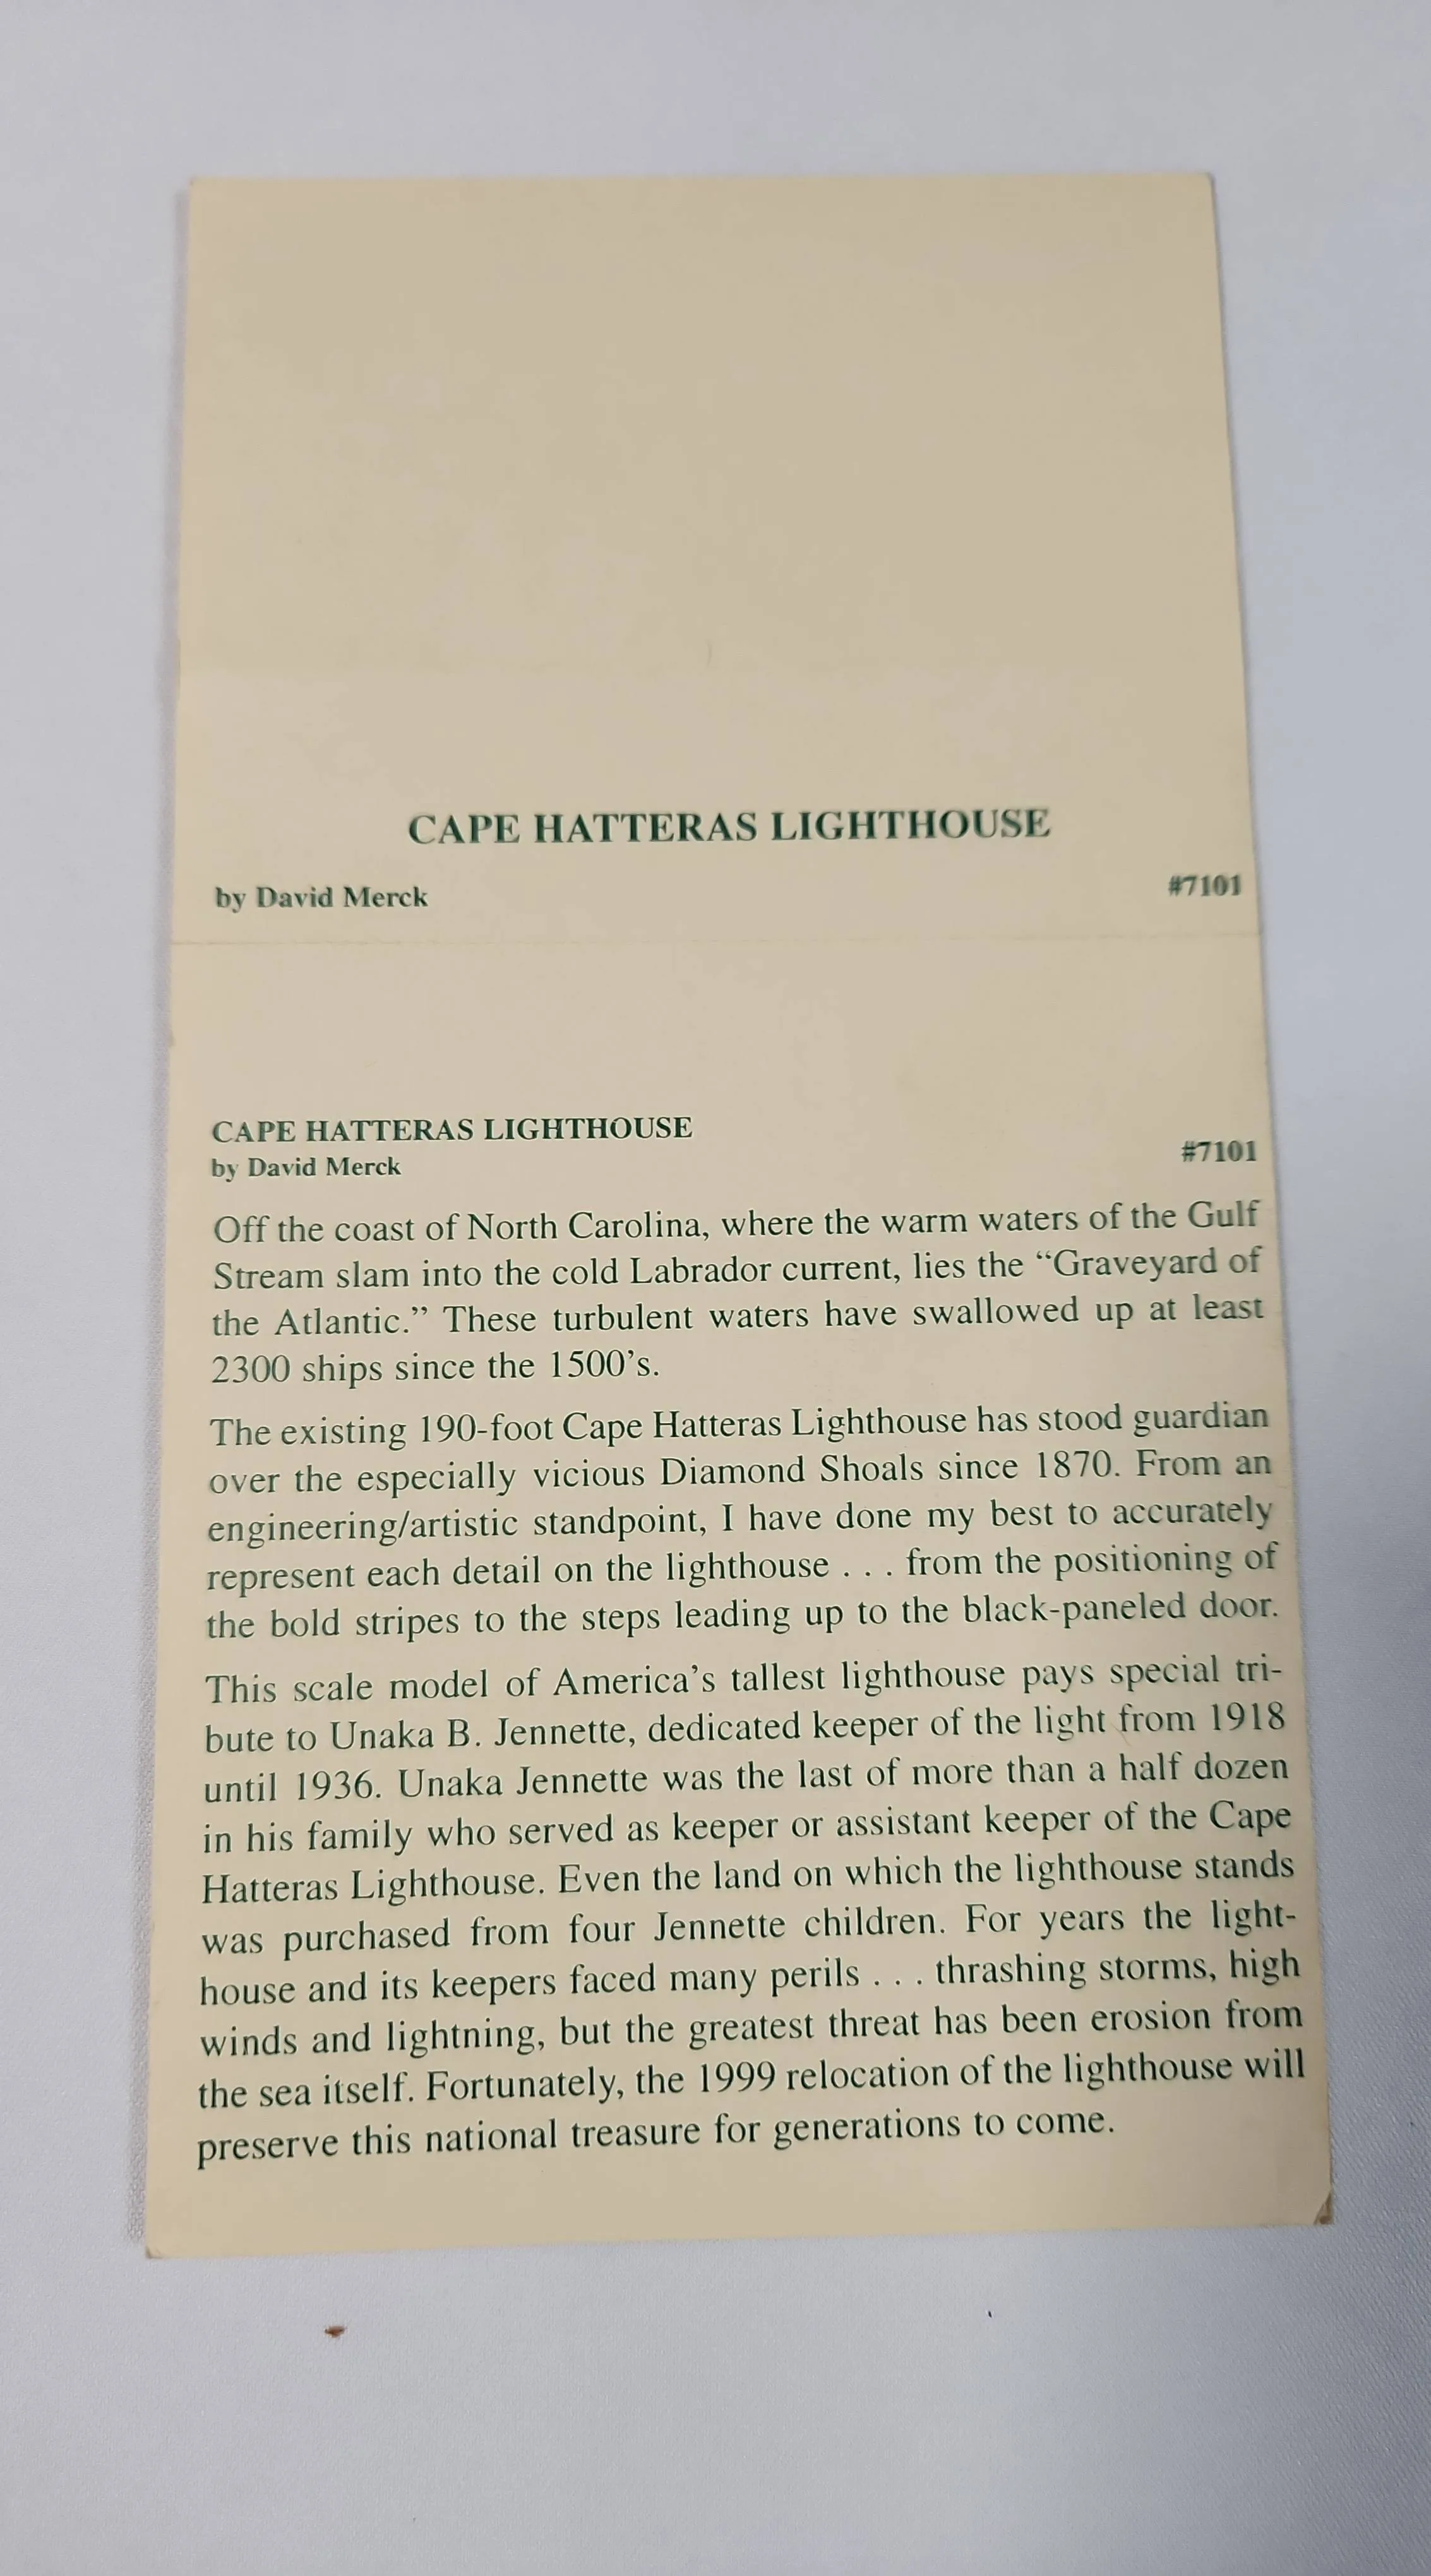 CAPE HATTERAS LIGHTHOUSE
by David Merck #7101
CAPE HATTERAS LIGHTHOUSE
by David Merck #7101
Off the coast of North Carolina, where the warm waters of the Gulf
Stream slam into the cold Labrador current, lies the “Graveyard of
the Atlantic.” These turbulent waters have swallowed up at least
2300 ships since the 1500’s.
The existing 190-foot Cape Hatteras Lighthouse has stood guardian
over the especially vicious Diamond Shoals since 1870. From an
engineering/artistic standpoint, I have done my best to accurately
represent each detail on the lighthouse . . . from the positioning of
the bold stripes to the steps leading up to the black-paneled door.
This scale model of America’s tallest lighthouse pays special tri-
bute to Unaka B. Jennette, dedicated keeper of the light from 1918
until 1936. Unaka Jennette was the last of more than a half dozen
in his family who served as keeper or assistant keeper of the Cape
Hatteras Lighthouse. Even the land on which the lighthouse stands
was purchased from four Jennette children. For years the light-
house and its keepers faced many perils . . . thrashing storms, high
winds and lightning, but the greatest threat has been erosion from
the sea itself. Fortunately, the 1999 relocation of the lighthouse will
preserve this national treasure for generations to come.